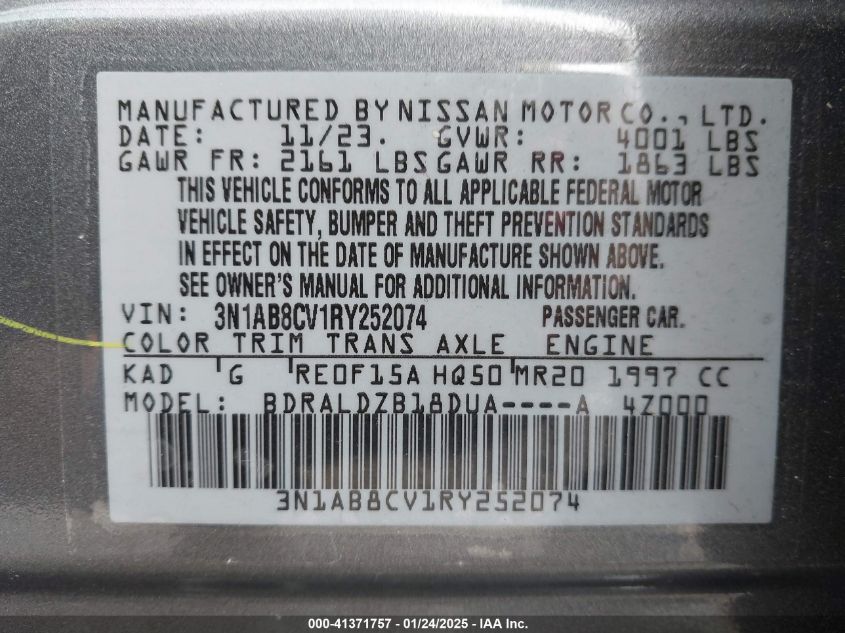 MANUFACTURED BY NISSAN MOTOR CO., LTD.
DATE: 11/23. GVWR: 4001 LBS
GAWR FR: 2161 LBS GAWR RR: 1863 LBS
THIS VEHICLE CONFORMS TO ALL APPLICABLE FEDERAL MOTOR
VEHICLE SAFETY, BUMPER AND THEFT PREVENTION STANDARDS
IN EFFECT ON THE DATE OF MANUFACTURE SHOWN ABOVE.
SEE OWNER'S MANUAL FOR ADDITIONAL INFORMATION.
VIN: 3N1AB8CV1RY252074 PASSENGER CAR.
COLOR TRIM TRANS AXLE ENGINE
KAD G RE0F15A HQ50 MR20 1997 CC
MODEL: BDRALDZB18DUA----A 4Z000
3N1AB8CV1RY252074
000-41371757 - 01/24/2025 - IAA Inc.